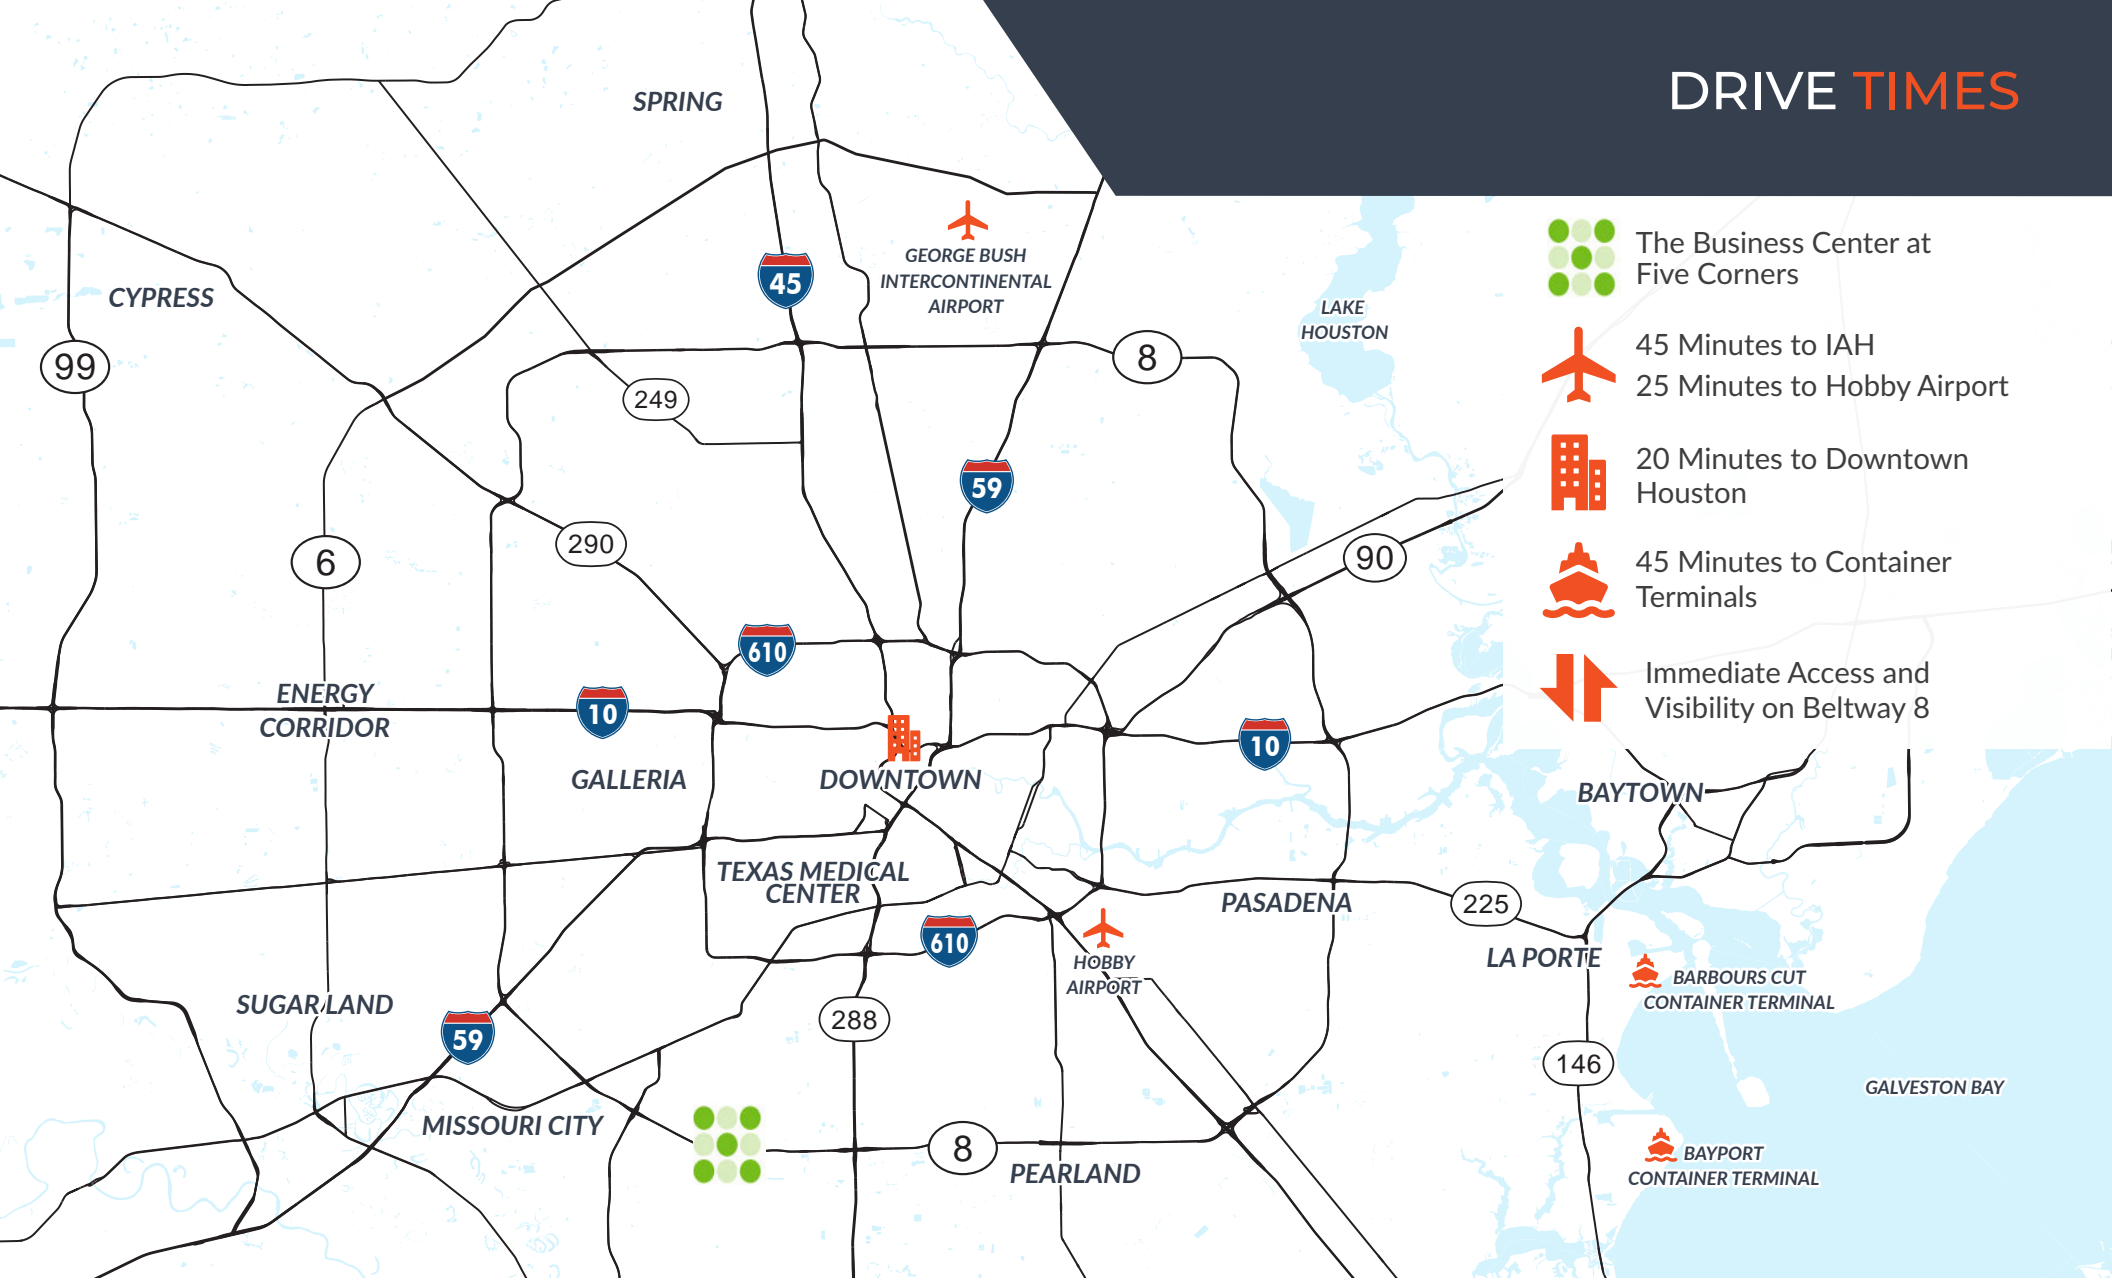 DRIVE TIMES
SPRING
GEORGE BUSH
INTERCONTINENTAL
AIRPORT
45
CYPRESS
LAKE
HOUSTON
99
8
249
59
290
6
90
610
ENERGY
CORRIDOR
10
10
GALLERIA
DOWNTOWN
BAYTOWN
TEXAS MEDICAL
CENTER
PASADENA
225
610
HOBBY
AIRPORT
LA PORTE
BARBOURS CUT
CONTAINER TERMINAL
SUGAR LAND
59
288
146
GALVESTON BAY
MISSOURI CITY
8
PEARLAND
BAYPORT
CONTAINER TERMINAL
The Business Center at
Five Corners
45 Minutes to IAH
25 Minutes to Hobby Airport
20 Minutes to Downtown
Houston
45 Minutes to Container
Terminals
Immediate Access and
Visibility on Beltway 8